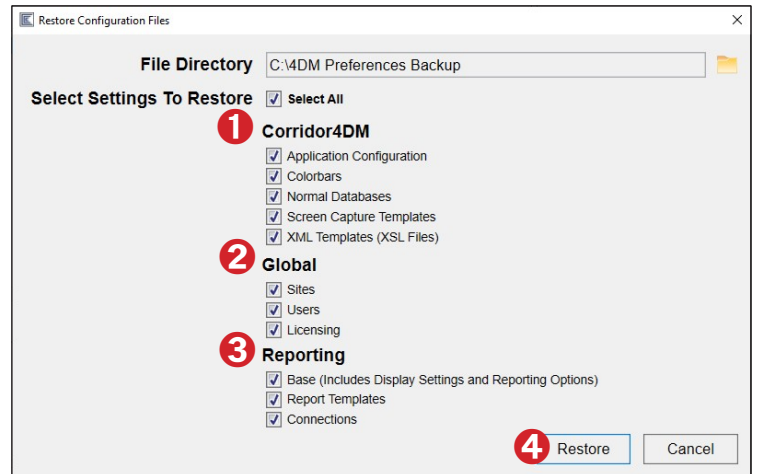 Restore Configuration Files
File Directory C:\4DM Preferences Backup
Select Settings To Restore Select All
1 Corridor4DM
Application Configuration
Colorbars
Normal Databases
Screen Capture Templates
XML Templates (XSL Files)
2 Global
Sites
Users
Licensing
3 Reporting
Base (Includes Display Settings and Reporting Options)
Report Templates
Connections
4 Restore Cancel